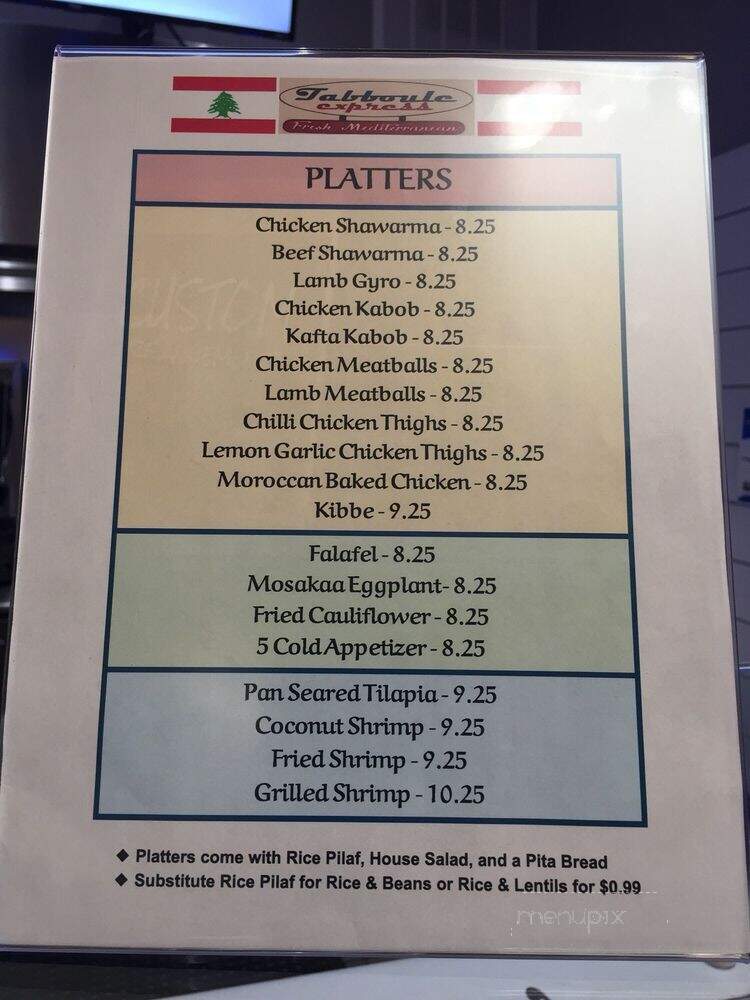 Tabboule
express
Fresh Mediterranean
PLATTERS
Chicken Shawarma - 8.25
Beef Shawarma - 8.25
Lamb Gyro - 8.25
Chicken Kabob - 8.25
Kafta Kabob - 8.25
Chicken Meatballs - 8.25
Lamb Meatballs - 8.25
Chilli Chicken Thighs - 8.25
Lemon Garlic Chicken Thighs - 8.25
Moroccan Baked Chicken - 8.25
Kibbe - 9.25
Falafel - 8.25
Mosakaa Eggplant- 8.25
Fried Cauliflower - 8.25
5 Cold Appetizer - 8.25
Pan Seared Tilapia - 9.25
Coconut Shrimp - 9.25
Fried Shrimp - 9.25
Grilled Shrimp - 10.25
◆ Platters come with Rice Pilaf, House Salad, and a Pita Bread
◆ Substitute Rice Pilaf for Rice & Beans or Rice & Lentils for $0.99
menupix